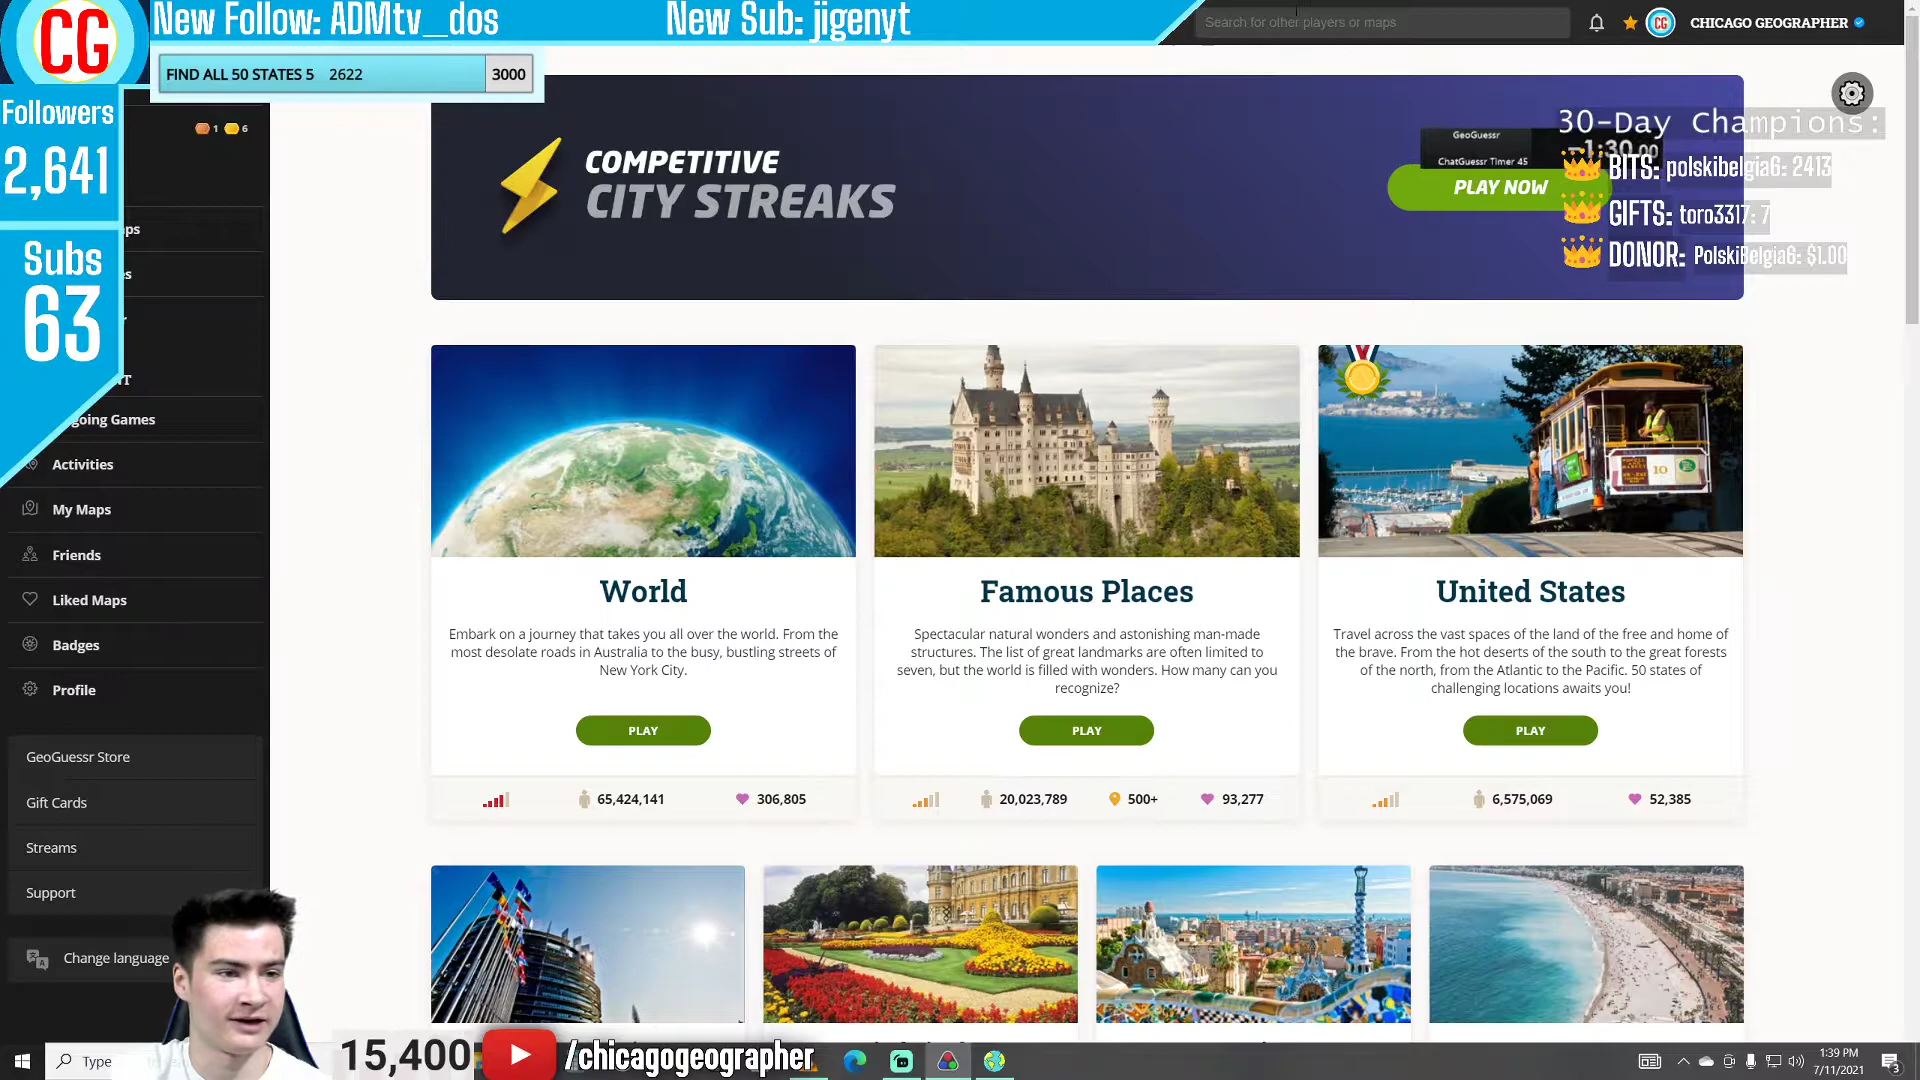 CG
New Follow: ADMtv_dos
New Sub: jigenyt
Search for other players or maps
CG
CHICAGO GEOGRAPHER
FIND ALL 50 STATES 5 2622
3000
Followers
2,641
Subs
63
1 6
COMPETITIVE
CITY STREAKS
GeoGuessr
ChatGuessr Timer 45
-1:30.00
PLAY NOW
30-Day Champions:
BITS: polskibelgia6: 2413
GIFTS: toro3317: 7
DONOR: PolskiBelgia6: $1.00
Activities
My Maps
Friends
Liked Maps
Badges
Profile
GeoGuessr Store
Gift Cards
Streams
Support
Change language
World
Embark on a journey that takes you all over the world. From the
most desolate roads in Australia to the busy, bustling streets of
New York City.
PLAY
65,424,141
306,805
Famous Places
Spectacular natural wonders and astonishing man-made
structures. The list of great landmarks are often limited to
seven, but the world is filled with wonders. How many can you
recognize?
PLAY
20,023,789
500+
93,277
United States
Travel across the vast spaces of the land of the free and home of
the brave. From the hot deserts of the south to the great forests
of the north, from the Atlantic to the Pacific. 50 states of
challenging locations awaits you!
PLAY
6,575,069
52,385
10
Type
15,400
/chicagogeographer
1:39 PM
7/11/2021
3